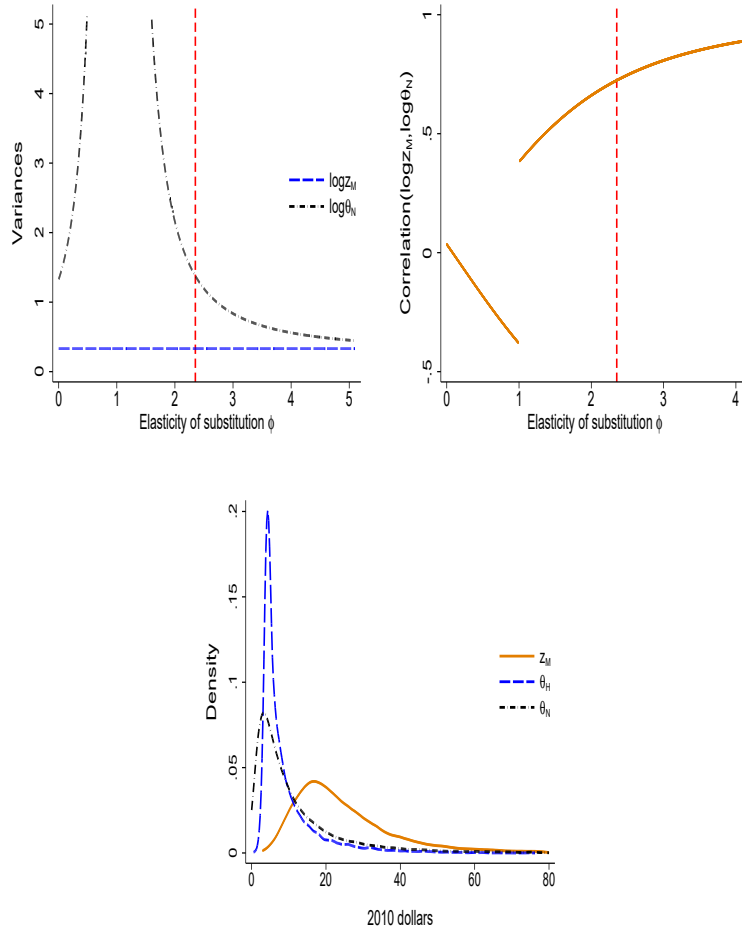 Variances
5
4
3
2
1
0
logz_M
logθ_N
0 1 2 3 4 5
Elasticity of substitution ϕ
Correlation(logz_M,logθ_N)
1
.5
0
-.5
0 1 2 3 4
Elasticity of substitution ϕ
Density
.2
.15
.1
.05
0
z_M
θ_H
θ_N
0 20 40 60 80
2010 dollars